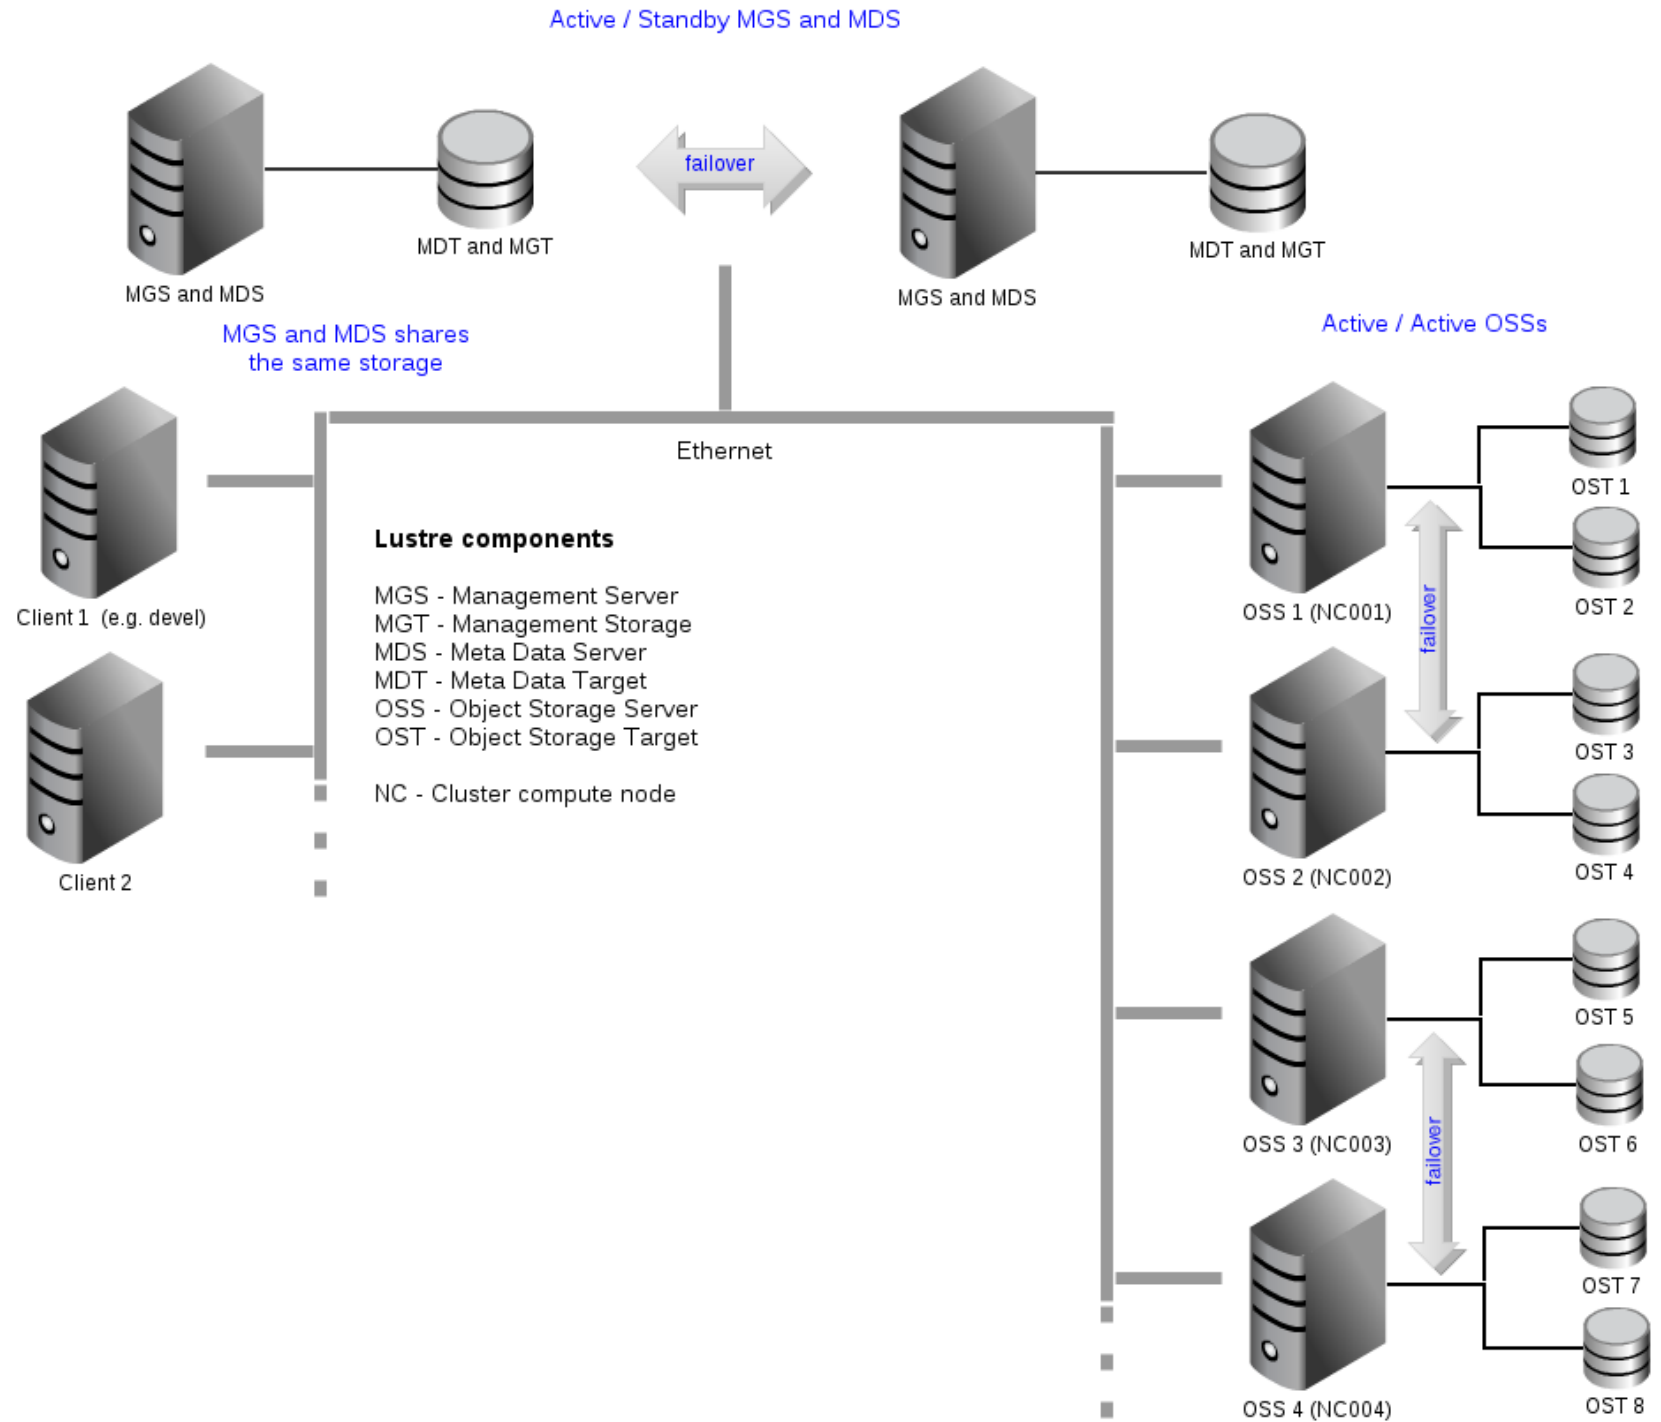 Active / Standby MGS and MDS
failover
MDT and MGT
MDT and MGT
MGS and MDS
MGS and MDS
MGS and MDS shares
the same storage
Active / Active OSSs
Ethernet
Client 1  (e.g. devel)
Client 2
Lustre components
MGS - Management Server
MGT - Management Storage
MDS - Meta Data Server
MDT - Meta Data Target
OSS - Object Storage Server
OST - Object Storage Target
NC - Cluster compute node
OST 1
OST 2
OSS 1 (NC001)
failover
OST 3
OST 4
OSS 2 (NC002)
OST 5
OST 6
OSS 3 (NC003)
failover
OST 7
OST 8
OSS 4 (NC004)